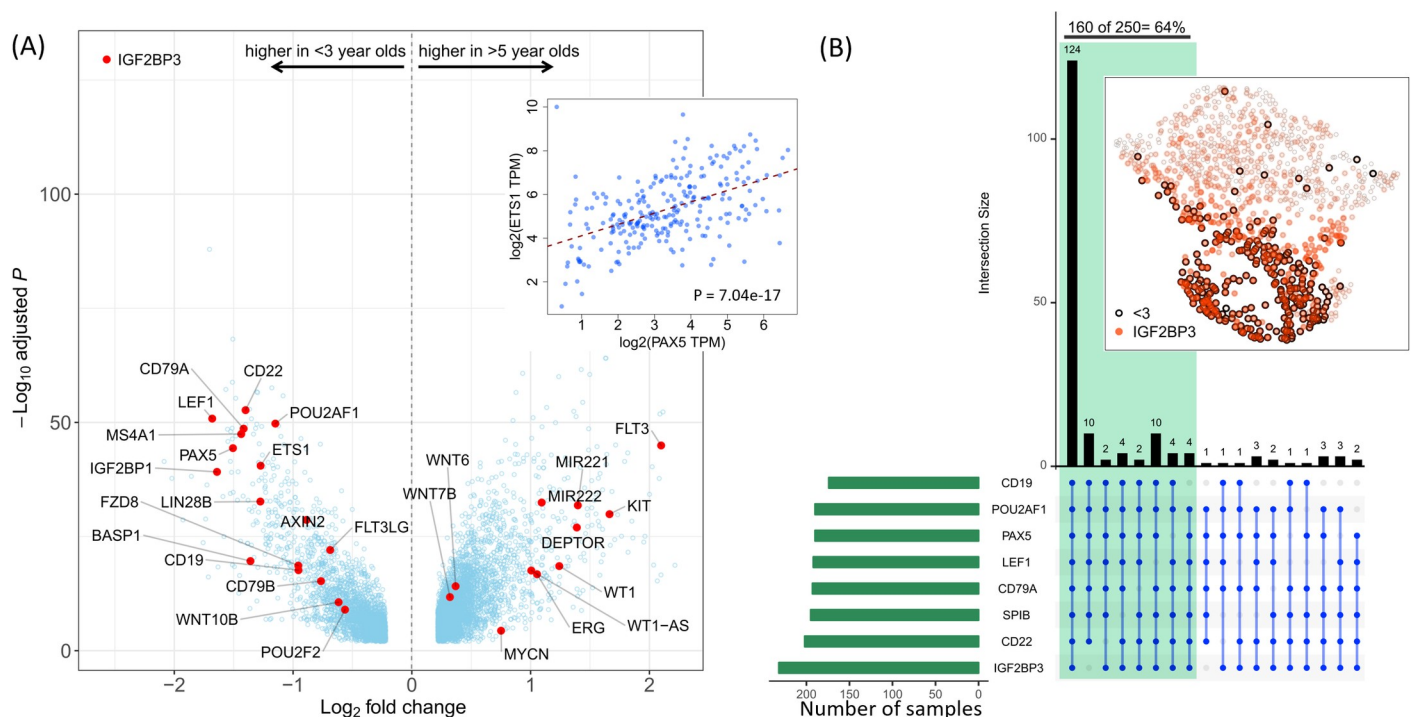 (A)
IGF2BP3
higher in <3 year olds
higher in >5 year olds
−Log10 adjusted P
100
50
0
CD79A
CD22
LEF1
POU2AF1
MS4A1
PAX5
ETS1
IGF2BP1
FZD8
LIN28B
AXIN2
BASP1
FLT3LG
CD19
CD79B
WNT10B
POU2F2
WNT6
WNT7B
FLT3
MIR221
MIR222
KIT
DEPTOR
WT1
WT1−AS
ERG
MYCN
−2
−1
0
1
2
Log2 fold change
log2(ETS1 TPM)
10
8
6
4
2
P = 7.04e-17
1
2
3
4
5
6
log2(PAX5 TPM)
(B)
160 of 250= 64%
Intersection Size
100
50
0
124
10
2
4
2
10
4
4
1
1
1
3
2
1
1
3
3
2
<3
IGF2BP3
CD19
POU2AF1
PAX5
LEF1
CD79A
SPIB
CD22
IGF2BP3
200
150
100
50
0
Number of samples